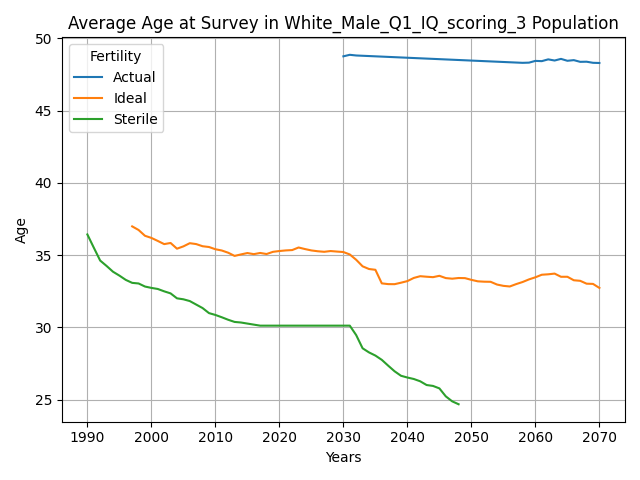 Average Age at Survey in White_Male_Q1_IQ_scoring_3 Population
50
45
40
35
30
25
Age
Fertility
Actual
Ideal
Sterile
1990 2000 2010 2020 2030 2040 2050 2060 2070
Years